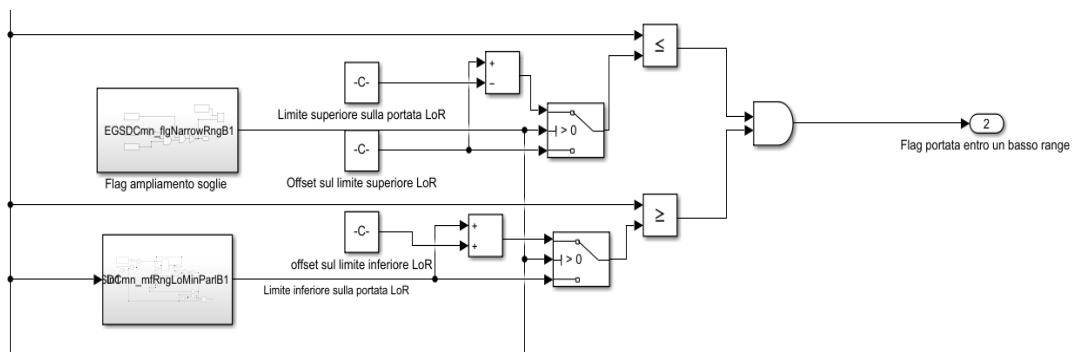 ≤
+
−
-C-
Limite superiore sulla portata LoR
EGSDCmn_flgNarrowRngB1
> 0
2
Flag portata entro un basso range
-C-
Flag ampliamento soglie
Offset sul limite superiore LoR
≥
-C-
+
+
offset sul limite inferiore LoR
> 0
Cmn_mfRngLoMinParlB1
Limite inferiore sulla portata LoR